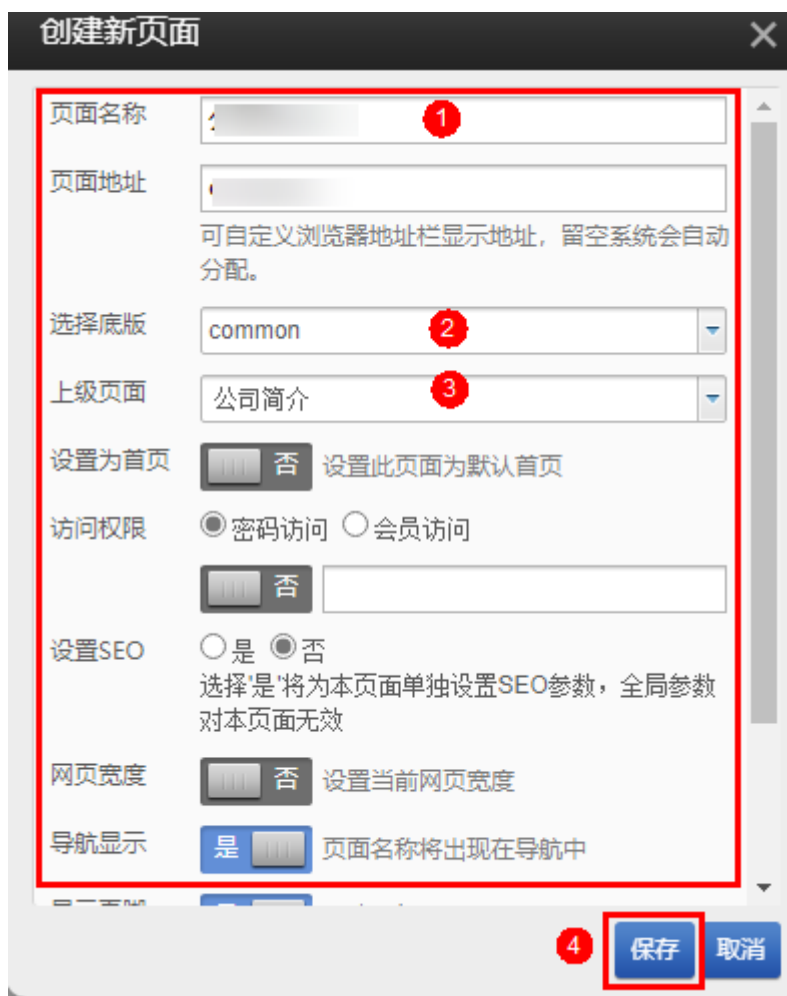 创建新页面
页面名称
1
页面地址
可自定义浏览器地址栏显示地址，留空系统会自动
分配。
选择底版
common
2
上级页面
公司简介
3
设置为首页
否
设置此页面为默认首页
访问权限
密码访问
会员访问
否
设置SEO
是
否
选择'是'将为本页面单独设置SEO参数，全局参数
对本页面无效
网页宽度
否
设置当前网页宽度
导航显示
是
页面名称将出现在导航中
4
保存
取消